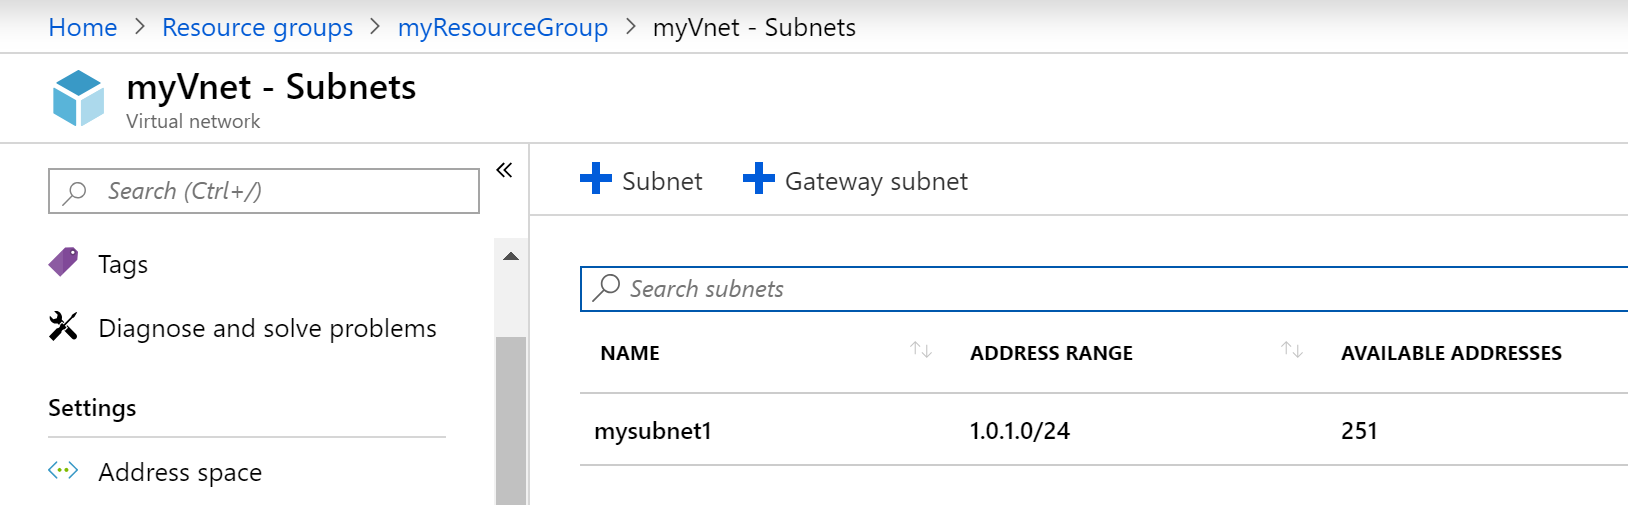 Home > Resource groups > myResourceGroup > myVnet - Subnets
myVnet - Subnets
Virtual network
Search (Ctrl+/)
Tags
Diagnose and solve problems
Settings
Address space
Subnet Gateway subnet
Search subnets
NAME ADDRESS RANGE AVAILABLE ADDRESSES
mysubnet1 1.0.1.0/24 251